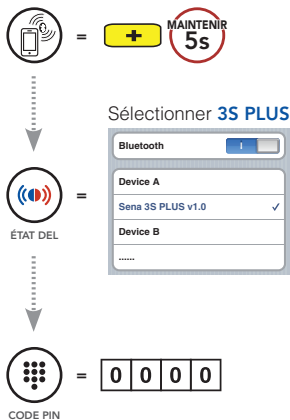 = + MAINTENIR 5s
Sélectionner 3S PLUS
Bluetooth I
Device A
Sena 3S PLUS v1.0 ✓
Device B
......
=
ÉTAT DEL
= 0 0 0 0
CODE PIN